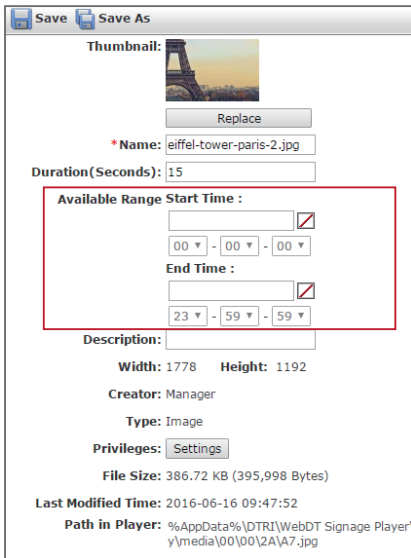 Save Save As
Thumbnail:
Replace
*Name: eiffel-tower-paris-2.jpg
Duration(Seconds): 15
Available Range Start Time :
00 - 00 - 00
End Time :
23 - 59 - 59
Description:
Width: 1778 Height: 1192
Creator: Manager
Type: Image
Privileges: Settings
File Size: 386.72 KB (395,998 Bytes)
Last Modified Time: 2016-06-16 09:47:52
Path in Player: %AppData%\DTRI\WebDT Signage Player'
y\media\00\00\2A\A7.jpg